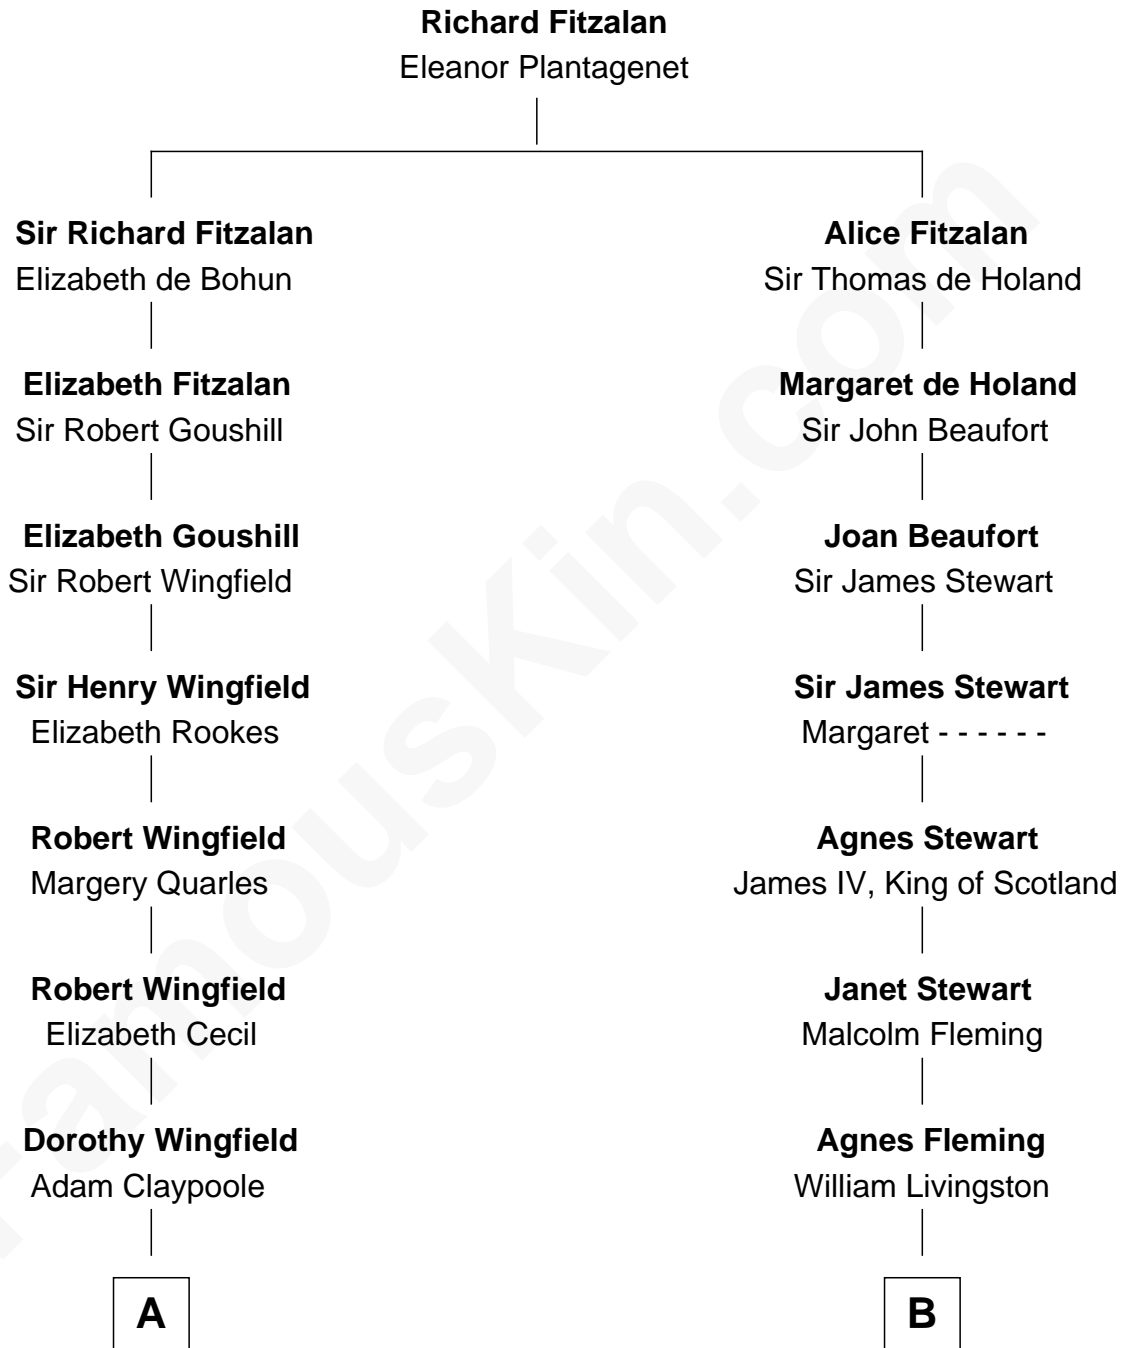 Richard Fitzalan
Eleanor Plantagenet
Sir Richard Fitzalan
Elizabeth de Bohun
Alice Fitzalan
Sir Thomas de Holand
Elizabeth Fitzalan
Sir Robert Goushill
Margaret de Holand
Sir John Beaufort
Elizabeth Goushill
Sir Robert Wingfield
Joan Beaufort
Sir James Stewart
Sir Henry Wingfield
Elizabeth Rookes
Sir James Stewart
Margaret - - - - - -
Robert Wingfield
Margery Quarles
Agnes Stewart
James IV, King of Scotland
Robert Wingfield
Elizabeth Cecil
Janet Stewart
Malcolm Fleming
Dorothy Wingfield
Adam Claypoole
Agnes Fleming
William Livingston
A
B
FamousKin.com